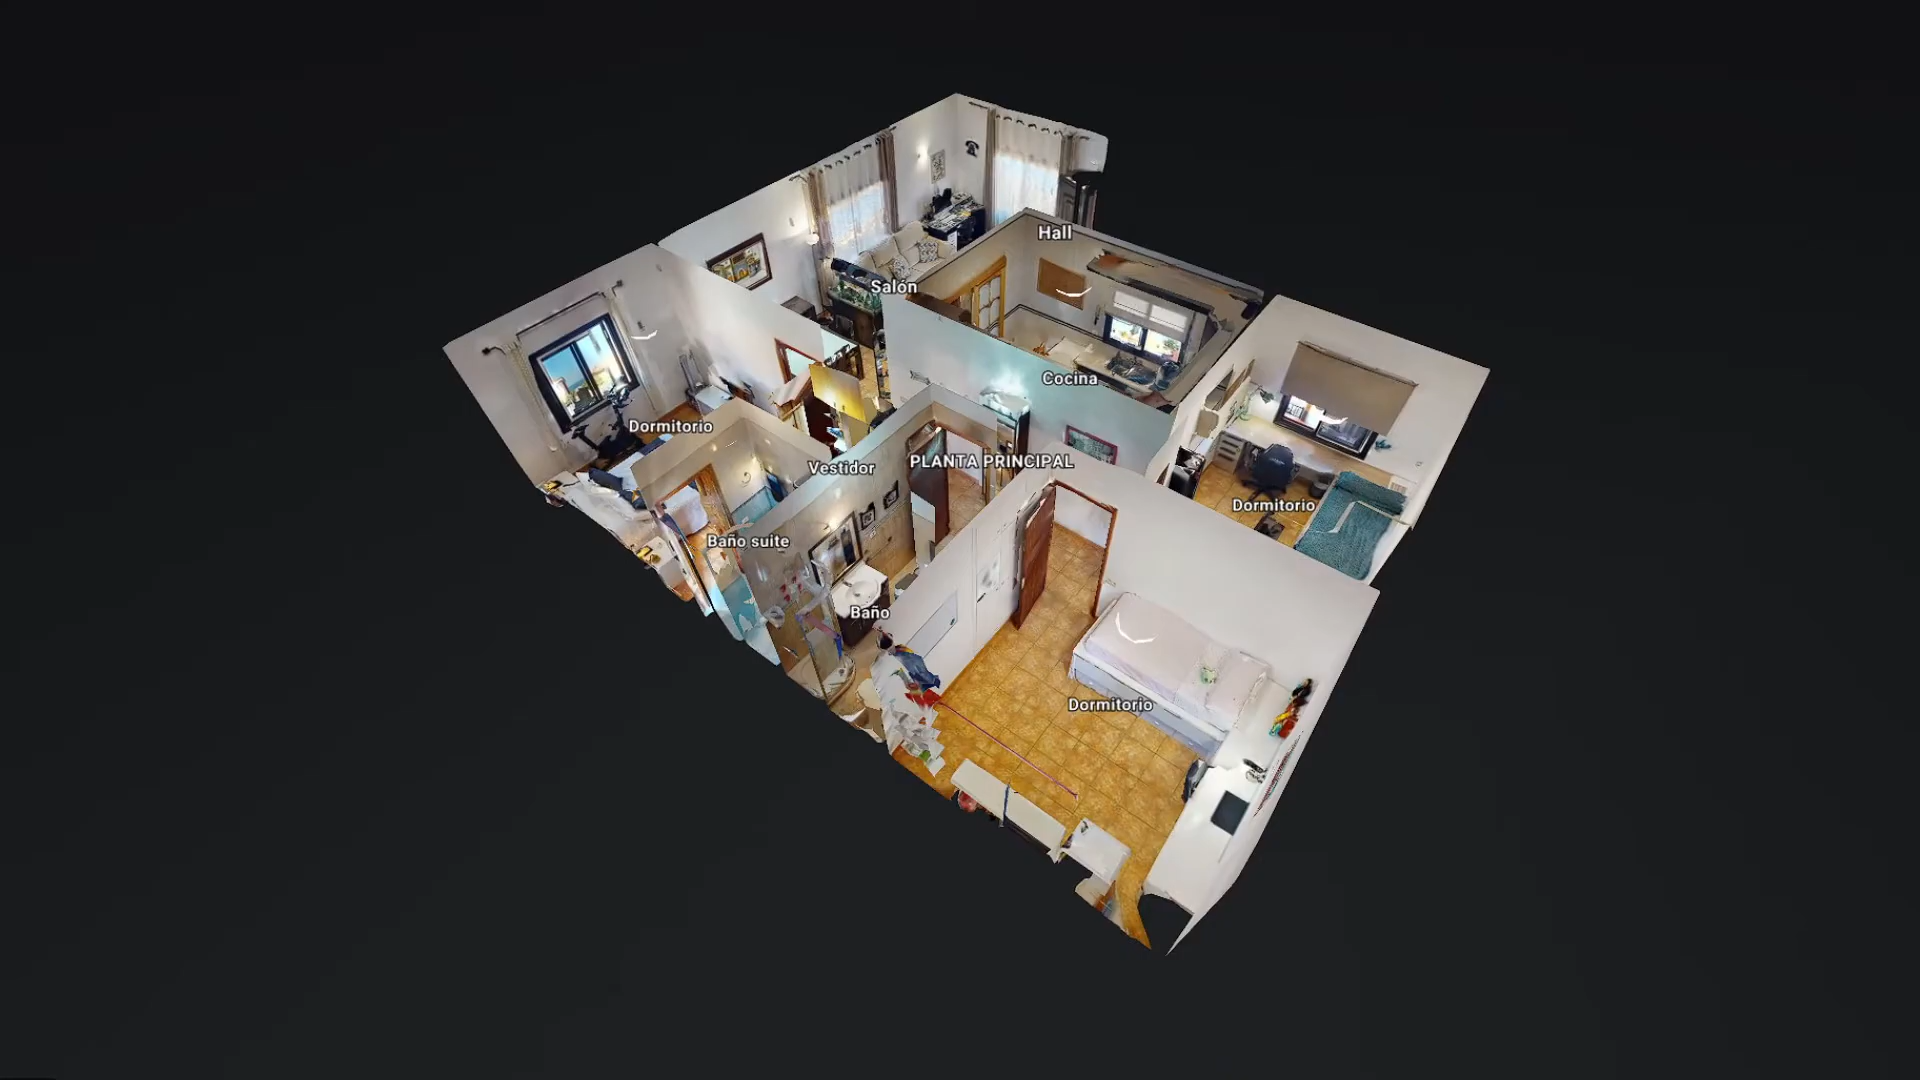 Hall
Salón
Cocina
Dormitorio
Vestidor
PLANTA PRINCIPAL
Dormitorio
Baño suite
Baño
Dormitorio